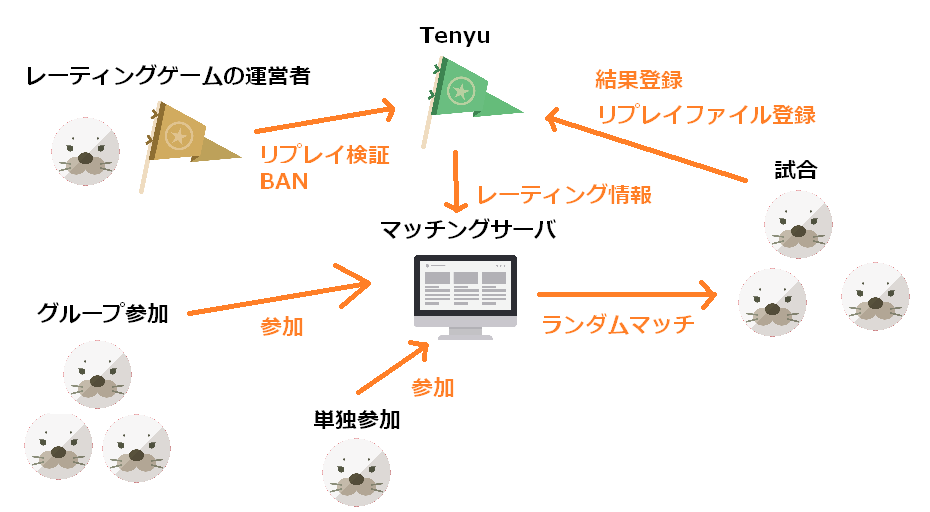 Tenyu
レーティングゲームの運営者
結果登録
リプレイファイル登録
リプレイ検証
BAN
試合
レーティング情報
マッチングサーバ
グループ参加
参加
ランダムマッチ
参加
単独参加